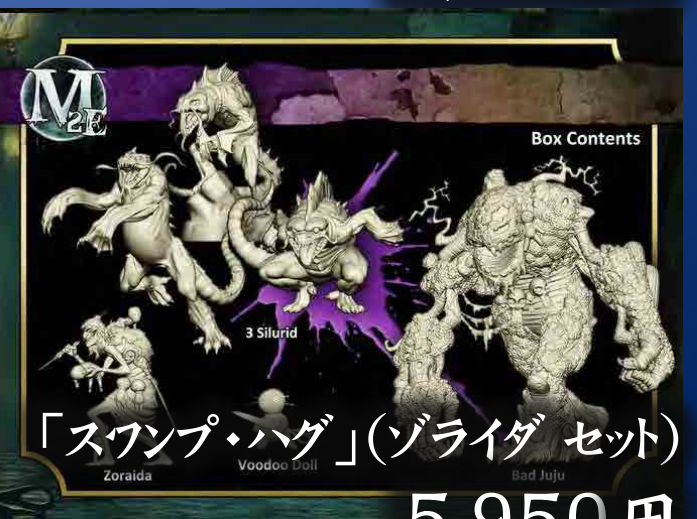 M2E
Box Contents
3 Silurid
「スワンプ・ハグ」(ゾライダ セット)
Zoraida
Voodoo Doll
Bad Juju
5,950円